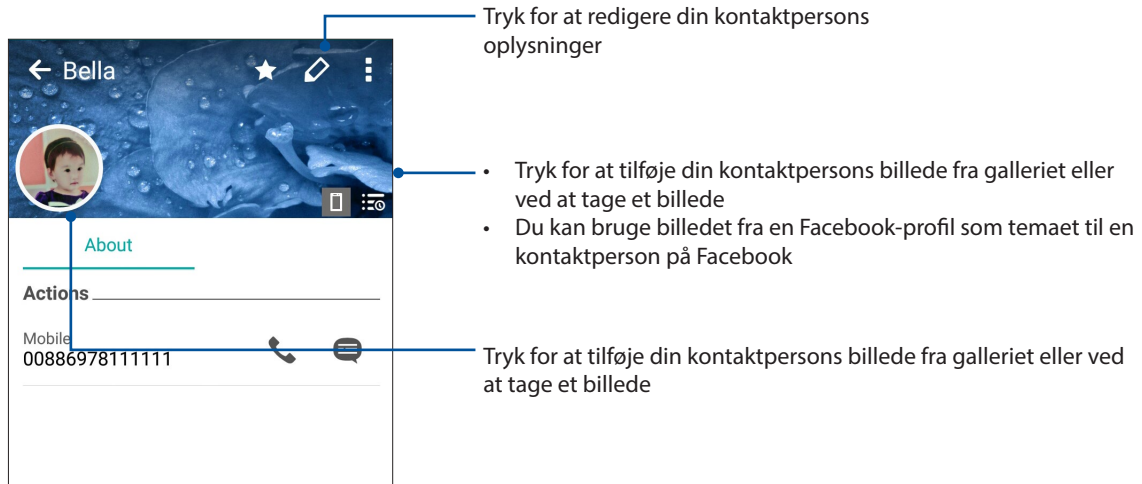 Tryk for at redigere din kontaktpersons
oplysninger
Bella
• Tryk for at tilføje din kontaktpersons billede fra galleriet eller
ved at tage et billede
• Du kan bruge billedet fra en Facebook-profil som temaet til en
kontaktperson på Facebook
About
Actions
Mobile
00886978111111
Tryk for at tilføje din kontaktpersons billede fra galleriet eller ved
at tage et billede